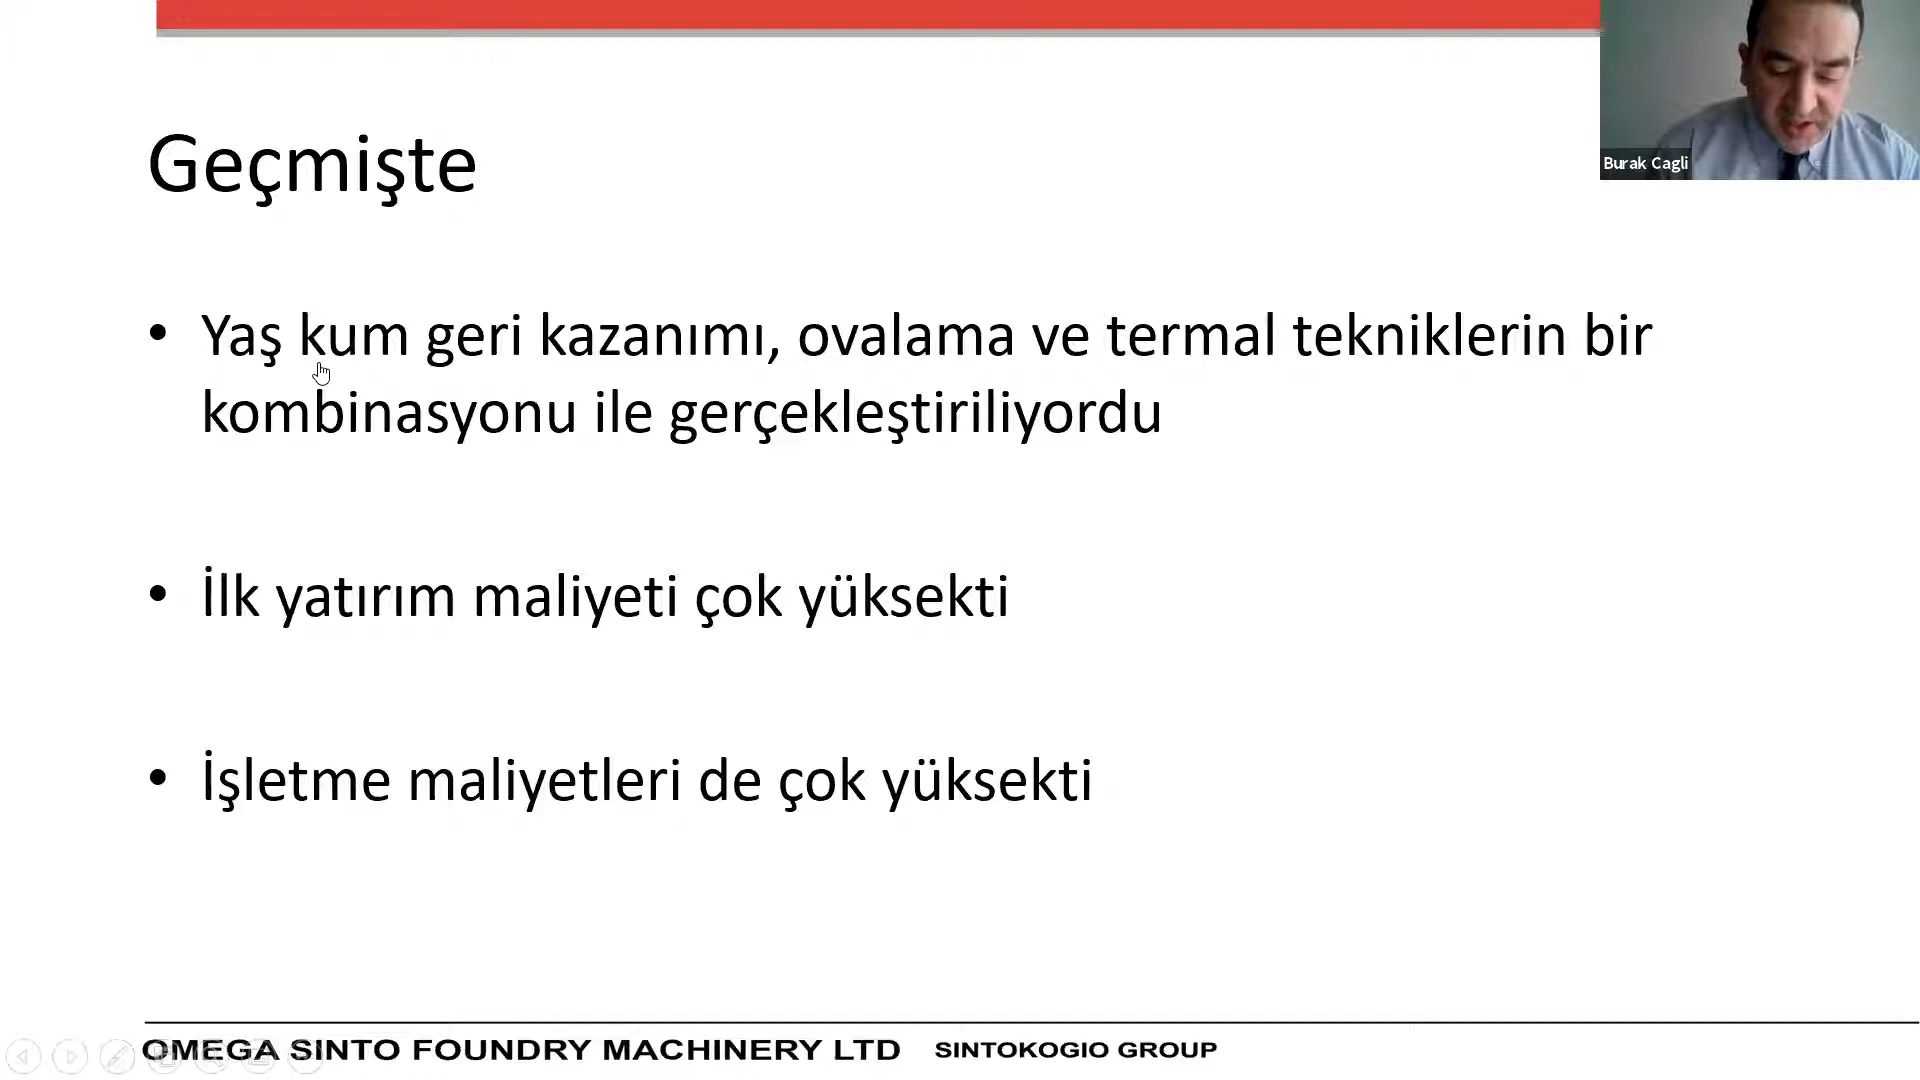 Geçmişte
Burak Cagli
• Yaş kum geri kazanımı, ovalama ve termal tekniklerin bir
kombinasyonu ile gerçekleştiriliyordu
• İlk yatırım maliyeti çok yüksekti
• İşletme maliyetleri de çok yüksekti
OMEGA SINTO FOUNDRY MACHINERY LTD SINTOKOGIO GROUP